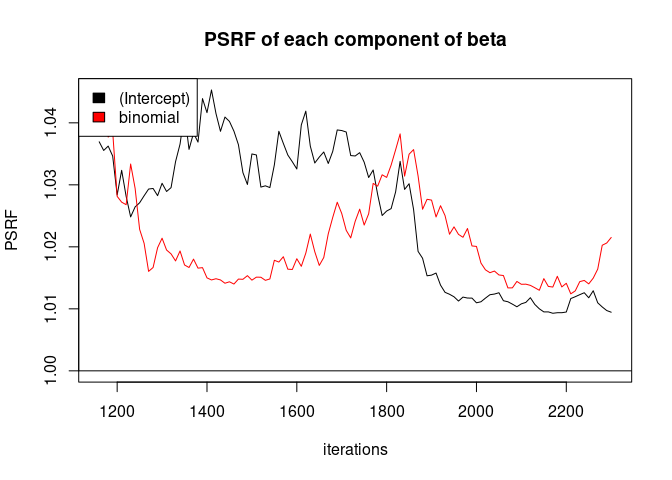 PSRF of each component of beta
(Intercept)
binomial
PSRF
1.04
1.03
1.02
1.01
1.00
1200 1400 1600 1800 2000 2200
iterations